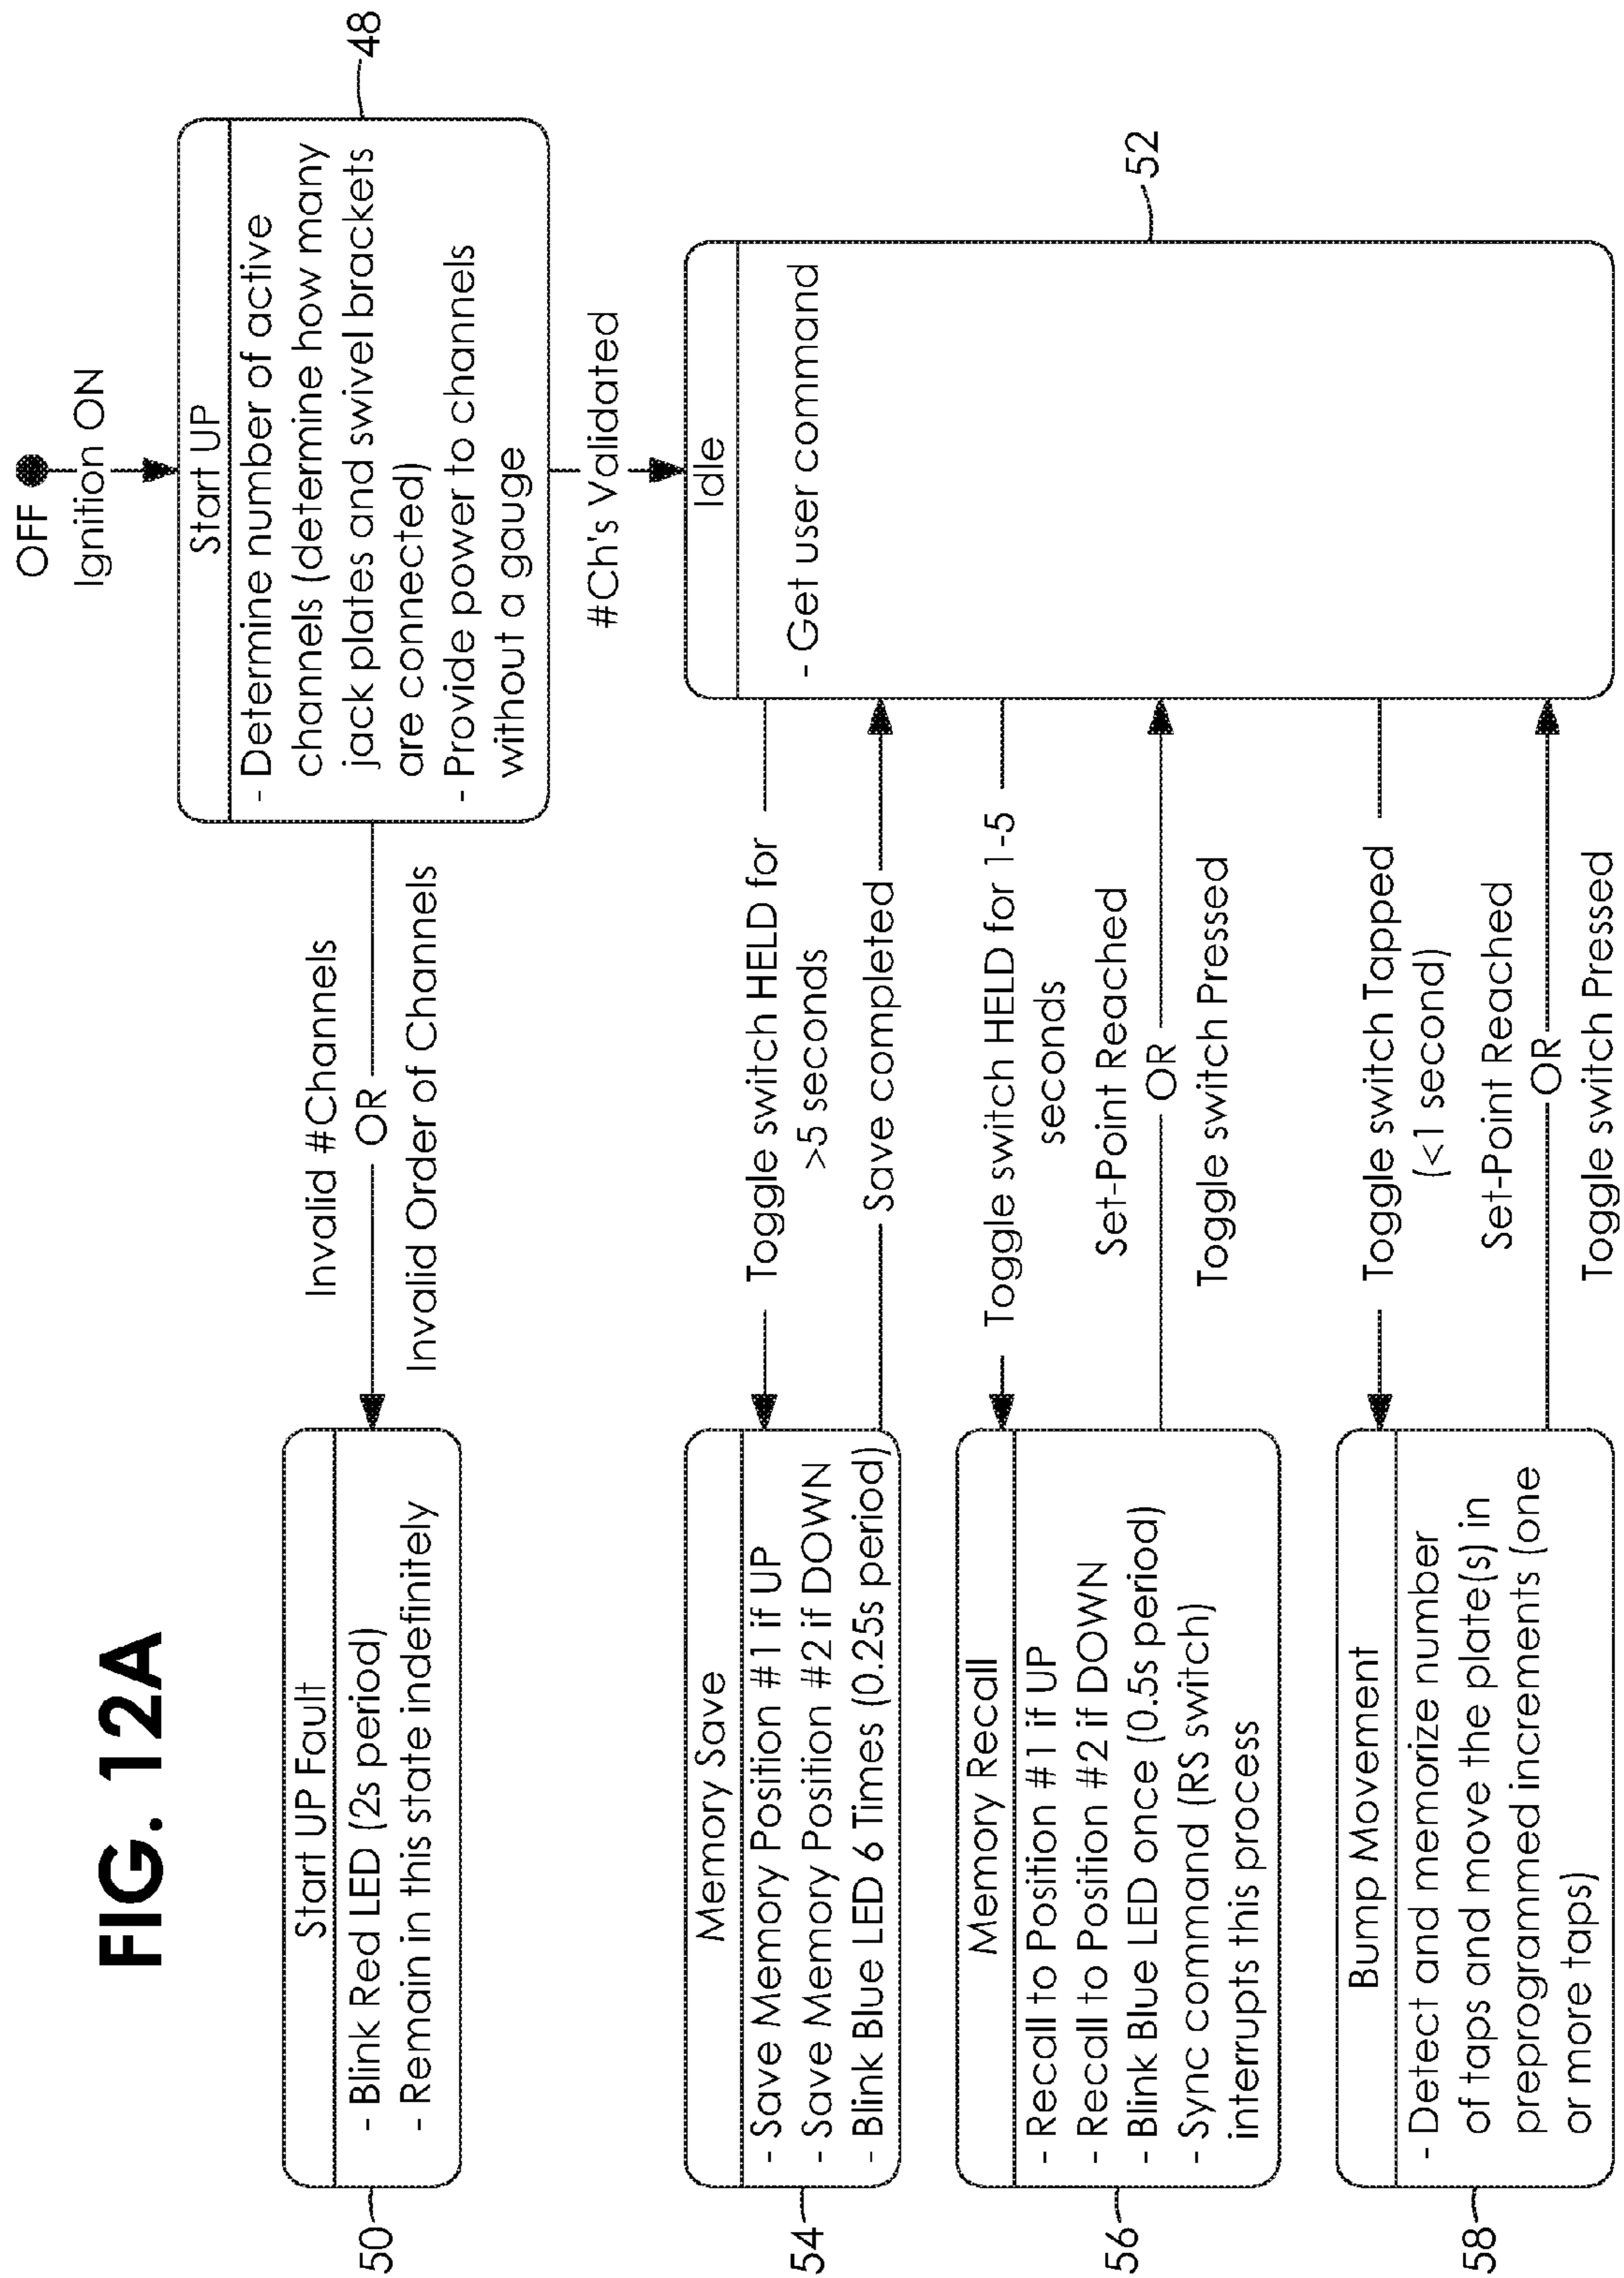 FIG. 12A
OFF
Ignition ON
Start UP
- Determine number of active
channels (determine how many
jack plates and swivel brackets
are connected)
- Provide power to channels
without a gauge
48
Invalid #Channels
OR
Invalid Order of Channels
Start UP Fault
- Blink Red LED (2s period)
- Remain in this state indefinitely
50
#Ch's Validated
Idle
- Get user command
52
Toggle switch HELD for
>5 seconds
Save completed
Memory Save
- Save Memory Position #1 if UP
- Save Memory Position #2 if DOWN
- Blink Blue LED 6 Times (0.25s period)
54
Toggle switch HELD for 1-5
seconds
Set-Point Reached
OR
Toggle switch Pressed
Memory Recall
- Recall to Position #1 if UP
- Recall to Position #2 if DOWN
- Blink Blue LED once (0.5s period)
- Sync command (RS switch)
interrupts this process
56
Toggle switch Tapped
(<1 second)
Set-Point Reached
OR
Toggle switch Pressed
Bump Movement
- Detect and memorize number
of taps and move the plate(s) in
preprogrammed increments (one
or more taps)
58